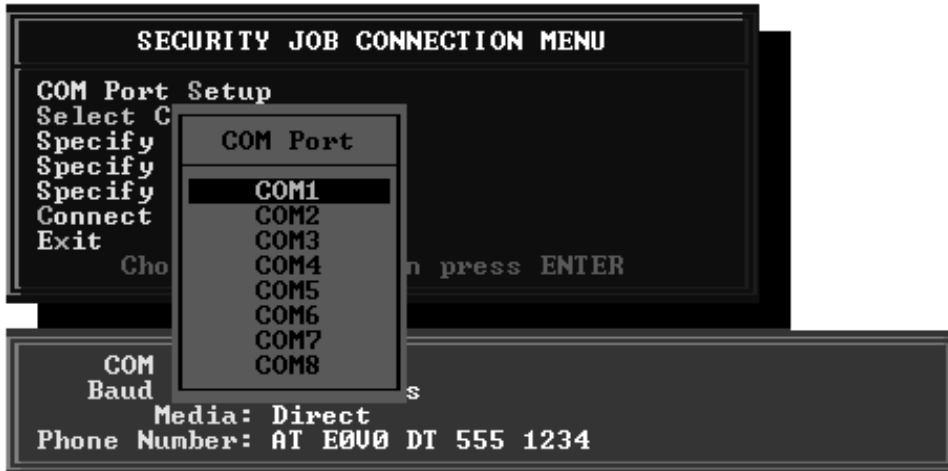 SECURITY JOB CONNECTION MENU
COM Port Setup
Select C
Specify
Specify
Specify
Connect
Exit
Cho n press ENTER
COM Port
COM1
COM2
COM3
COM4
COM5
COM6
COM7
COM8
COM
Baud s
Media: Direct
Phone Number: AT E0V0 DT 555 1234